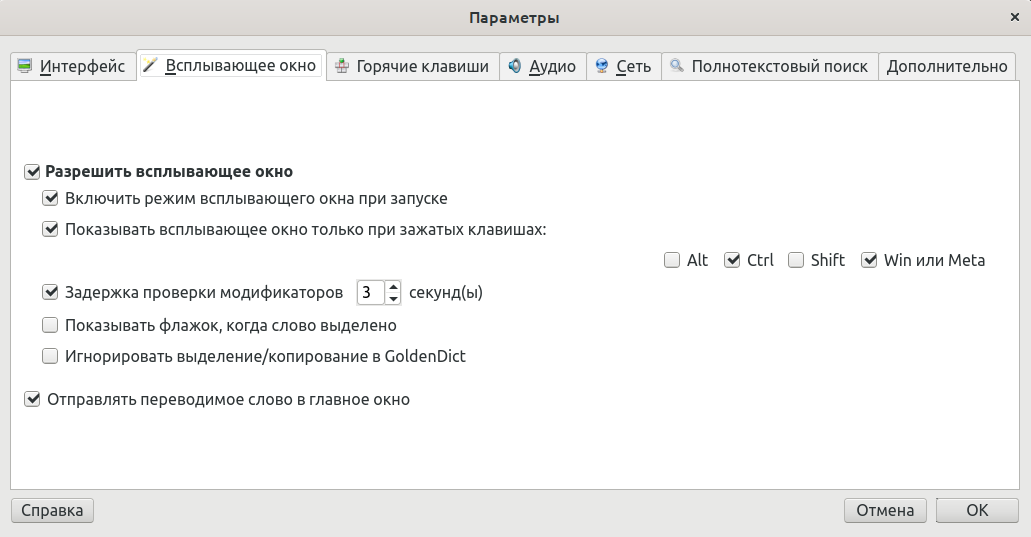 Параметры
Интерфейс Всплывающее окно Горячие клавиши Аудио Сеть Полнотекстовый поиск Дополнительно
Разрешить всплывающее окно
Включить режим всплывающего окна при запуске
Показывать всплывающее окно только при зажатых клавишах:
Alt Ctrl Shift Win или Meta
Задержка проверки модификаторов 3 секунд(ы)
Показывать флажок, когда слово выделено
Игнорировать выделение/копирование в GoldenDict
Отправлять переводимое слово в главное окно
Справка Отмена OK